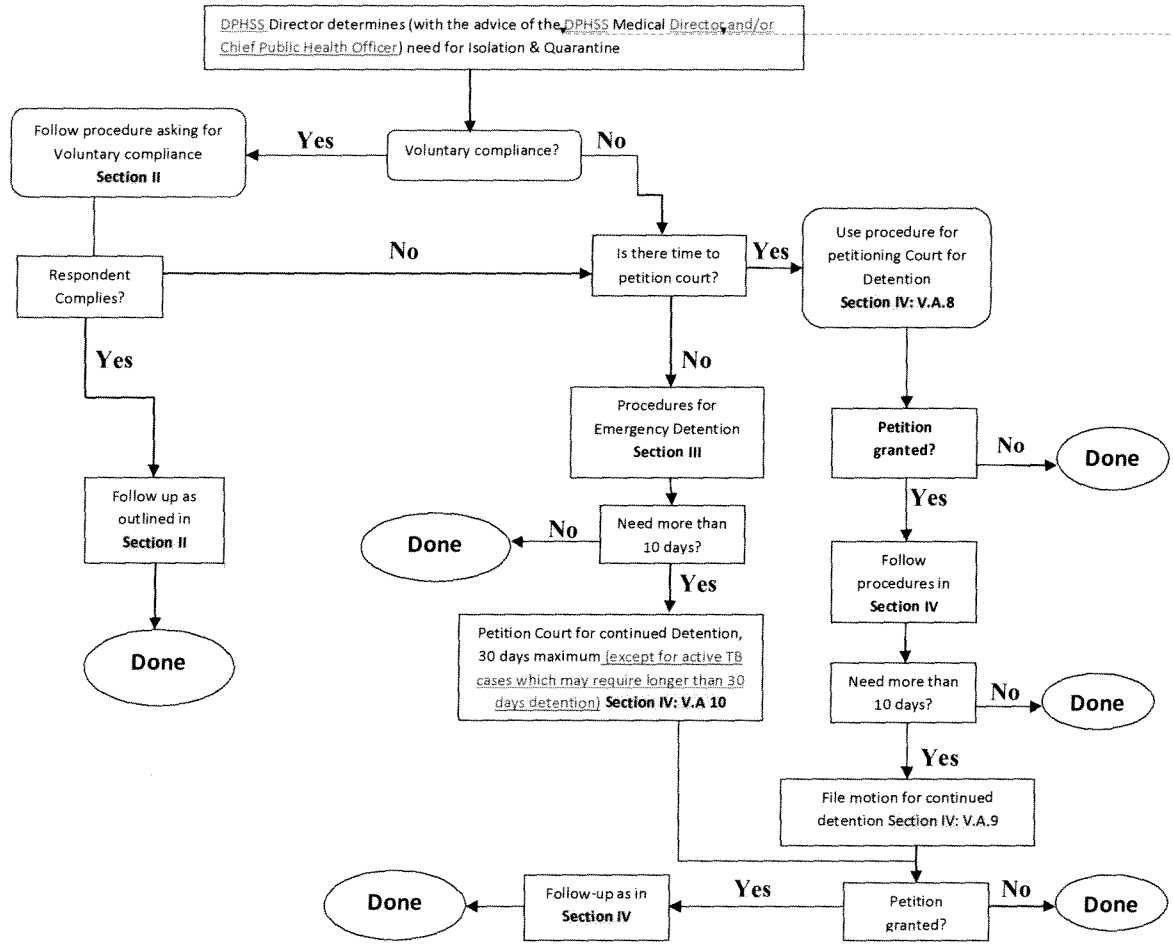 DPHSS Director determines (with the advice of the DPHSS Medical Director and/or
Chief Public Health Officer) need for Isolation & Quarantine
Follow procedure asking for
Voluntary compliance
Section II
Yes
Voluntary compliance?
No
Respondent
Complies?
No
Is there time to
petition court?
Yes
Use procedure for
petitioning Court for
Detention
Section IV: V.A.8
Yes
No
Follow up as
outlined in
Section II
Done
Procedures for
Emergency Detention
Section III
Petition
granted?
No
Done
Yes
Done
No
Need more than
10 days?
Yes
Follow
procedures in
Section IV
Petition Court for continued Detention,
30 days maximum (except for active TB
cases which may require longer than 30
days detention) Section IV: V.A 10
Need more than
10 days?
No
Done
Yes
File motion for continued
detention Section IV: V.A.9
Done
Follow-up as in
Section IV
Yes
Petition
granted?
No
Done